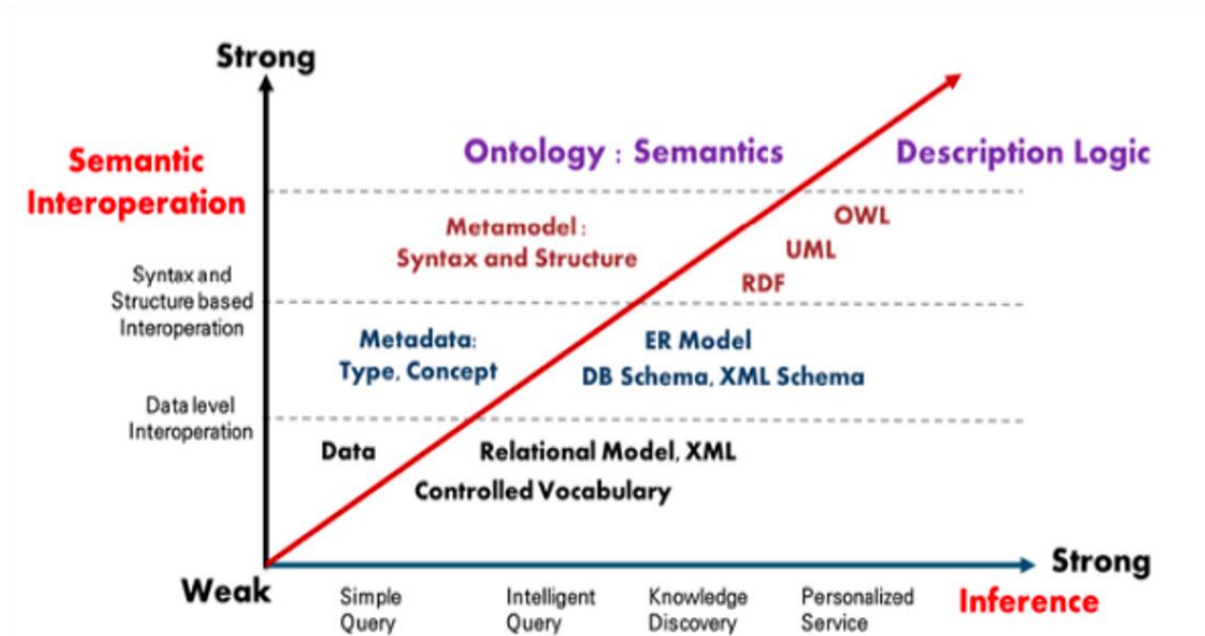 Strong
Ontology : Semantics
Description Logic
Semantic
Interoperation
OWL
Metamodel :
Syntax and Structure
UML
RDF
Syntax and
Structure based
Interoperation
Metadata:
Type, Concept
ER Model
DB Schema, XML Schema
Data level
Interoperation
Data
Relational Model, XML
Controlled Vocabulary
Strong
Weak
Simple
Query
Intelligent
Query
Knowledge
Discovery
Personalized
Service
Inference